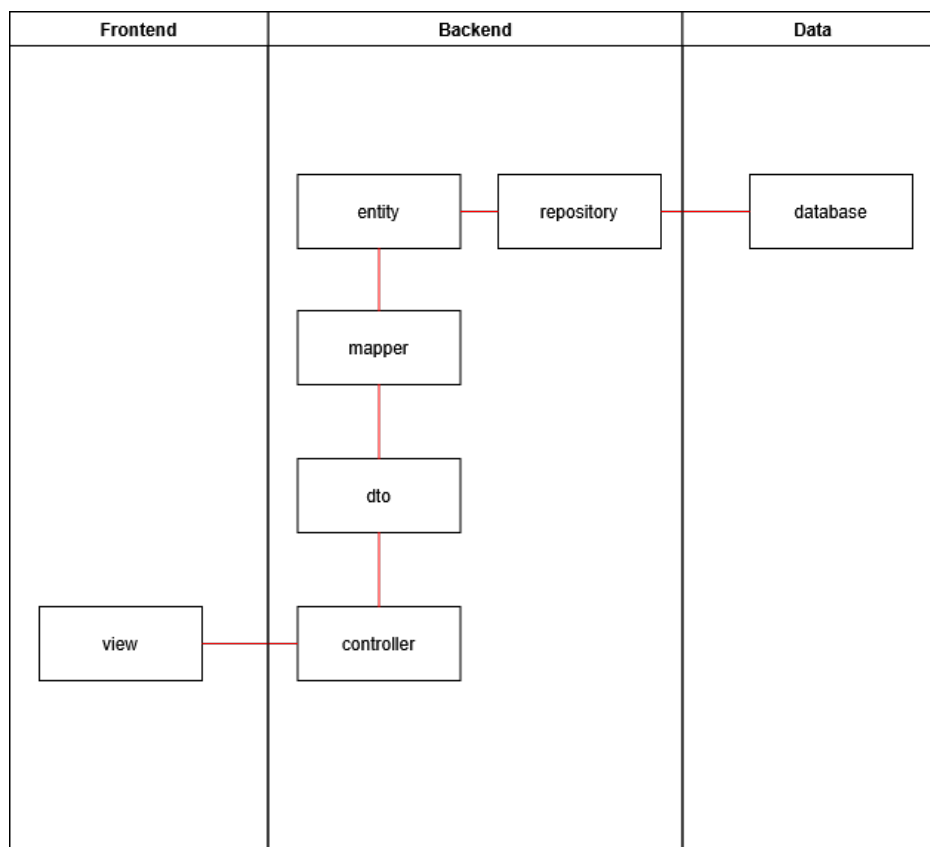 Frontend
Backend
Data
entity
repository
database
mapper
dto
view
controller